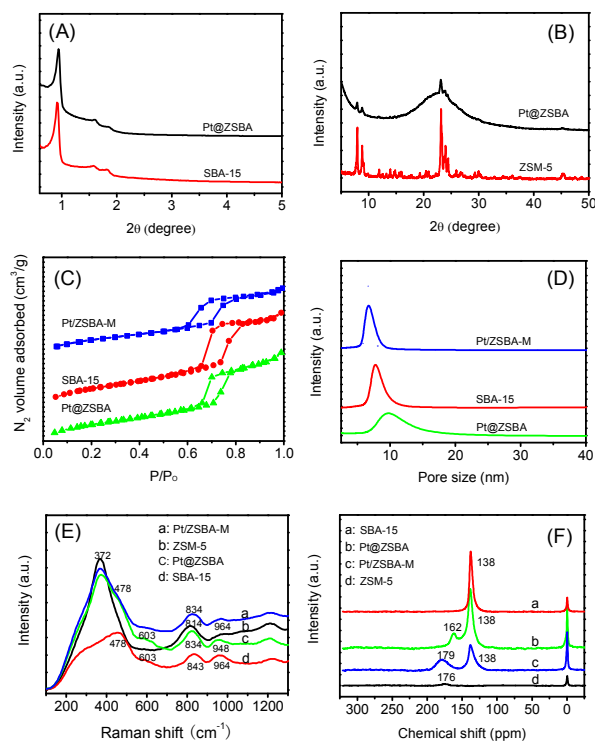 (A)
Intensity (a.u.)
Pt@ZSBA
SBA-15
1 2 3 4 5
2θ (degree)
(B)
Intensity (a.u.)
Pt@ZSBA
ZSM-5
5 10 15 20 25 30 35 40 45 50
2θ (degree)
(C)
N2 volume adsorbed (cm3/g)
Pt/ZSBA-M
SBA-15
Pt@ZSBA
0.0 0.2 0.4 0.6 0.8 1.0
P/Po
(D)
Intensity (a.u.)
Pt/ZSBA-M
SBA-15
Pt@ZSBA
0 10 20 30 40
Pore size (nm)
(E)
Intensity (a.u.)
a: Pt/ZSBA-M
b: ZSM-5
c: Pt@ZSBA
d: SBA-15
372
478
834
a
603
814
964
b
478
834
948
c
603
843
964
d
200 400 600 800 1000 1200
Raman shift (cm-1)
(F)
Intensity (a.u.)
a: SBA-15
b: Pt@ZSBA
c: Pt/ZSBA-M
d: ZSM-5
138
a
138
162
b
179
138
c
176
d
300 250 200 150 100 50 0
Chemical shift (ppm)